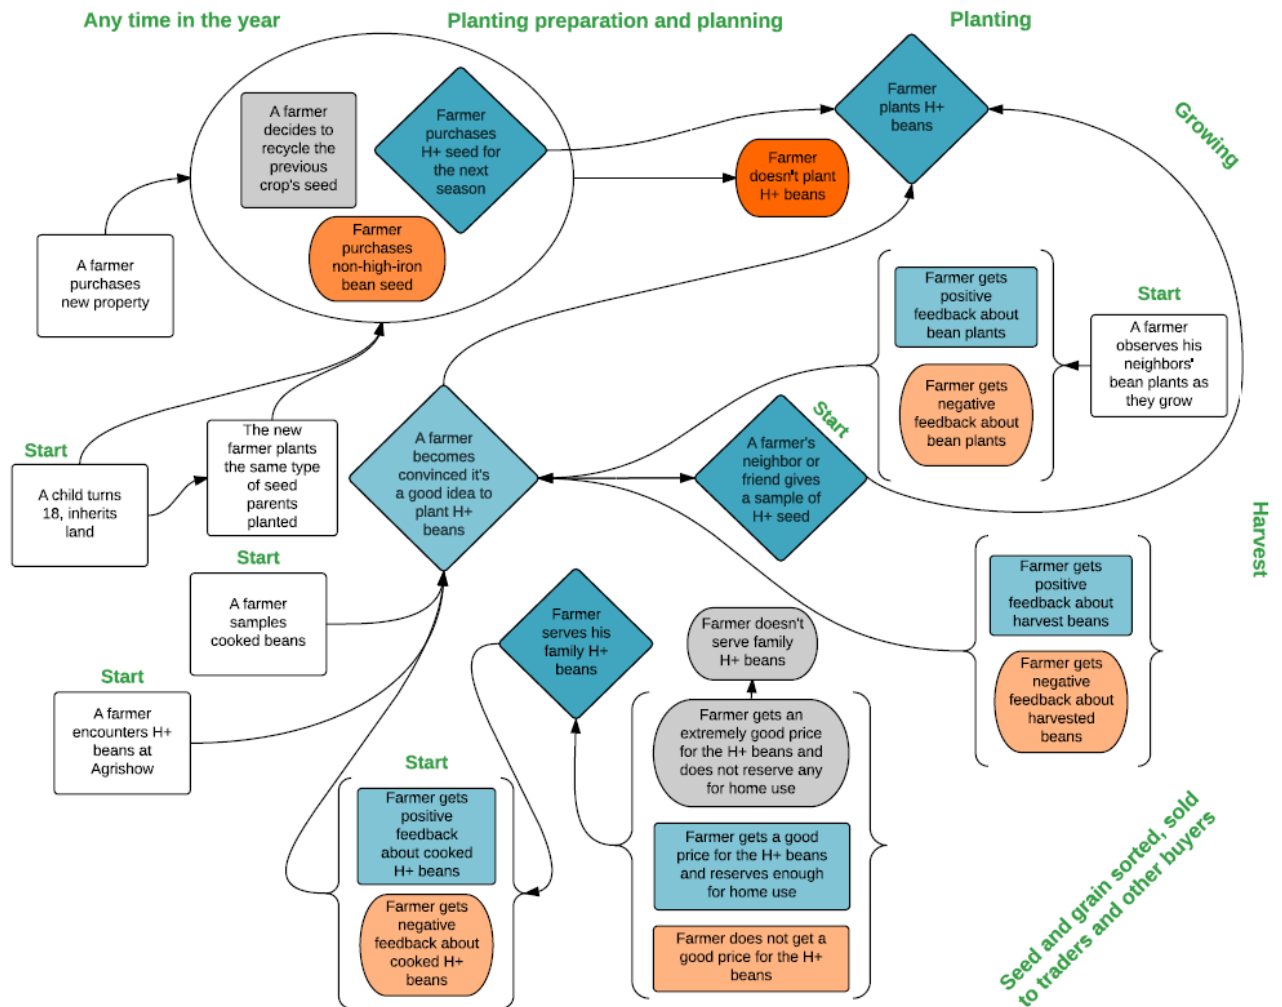 Any time in the year
Planting preparation and planning
Planting
A farmer
decides to
recycle the
previous
crop's seed
Farmer
purchases
H+ seed for
the next
season
Farmer
purchases
non-high-iron
bean seed
Farmer
plants H+
beans
Farmer
doesn't plant
H+ beans
Growing
A farmer
purchases
new property
Farmer gets
positive
feedback about
bean plants
Farmer gets
negative
feedback about
bean plants
Start
A farmer
observes his
neighbors'
bean plants as
they grow
Start
A child turns
18, inherits
land
The new
farmer plants
the same type
of seed
parents
planted
A farmer
becomes
convinced it's
a good idea to
plant H+
beans
Start
A farmer's
neighbor or
friend gives
a sample of
H+ seed
Harvest
Start
A farmer
samples
cooked beans
Farmer
serves his
family H+
beans
Farmer doesn't
serve family
H+ beans
Farmer gets
positive
feedback about
harvest beans
Farmer gets
negative
feedback about
harvested
beans
Start
A farmer
encounters H+
beans at
Agrishow
Farmer gets an
extremely good price
for the H+ beans and
does not reserve any
for home use
Farmer gets a good
price for the H+ beans
and reserves enough
for home use
Farmer does not get a
good price for the H+
beans
Start
Farmer gets
positive
feedback
about cooked
H+ beans
Farmer gets
negative
feedback about
cooked H+
beans
Seed and grain sorted, sold
to traders and other buyers